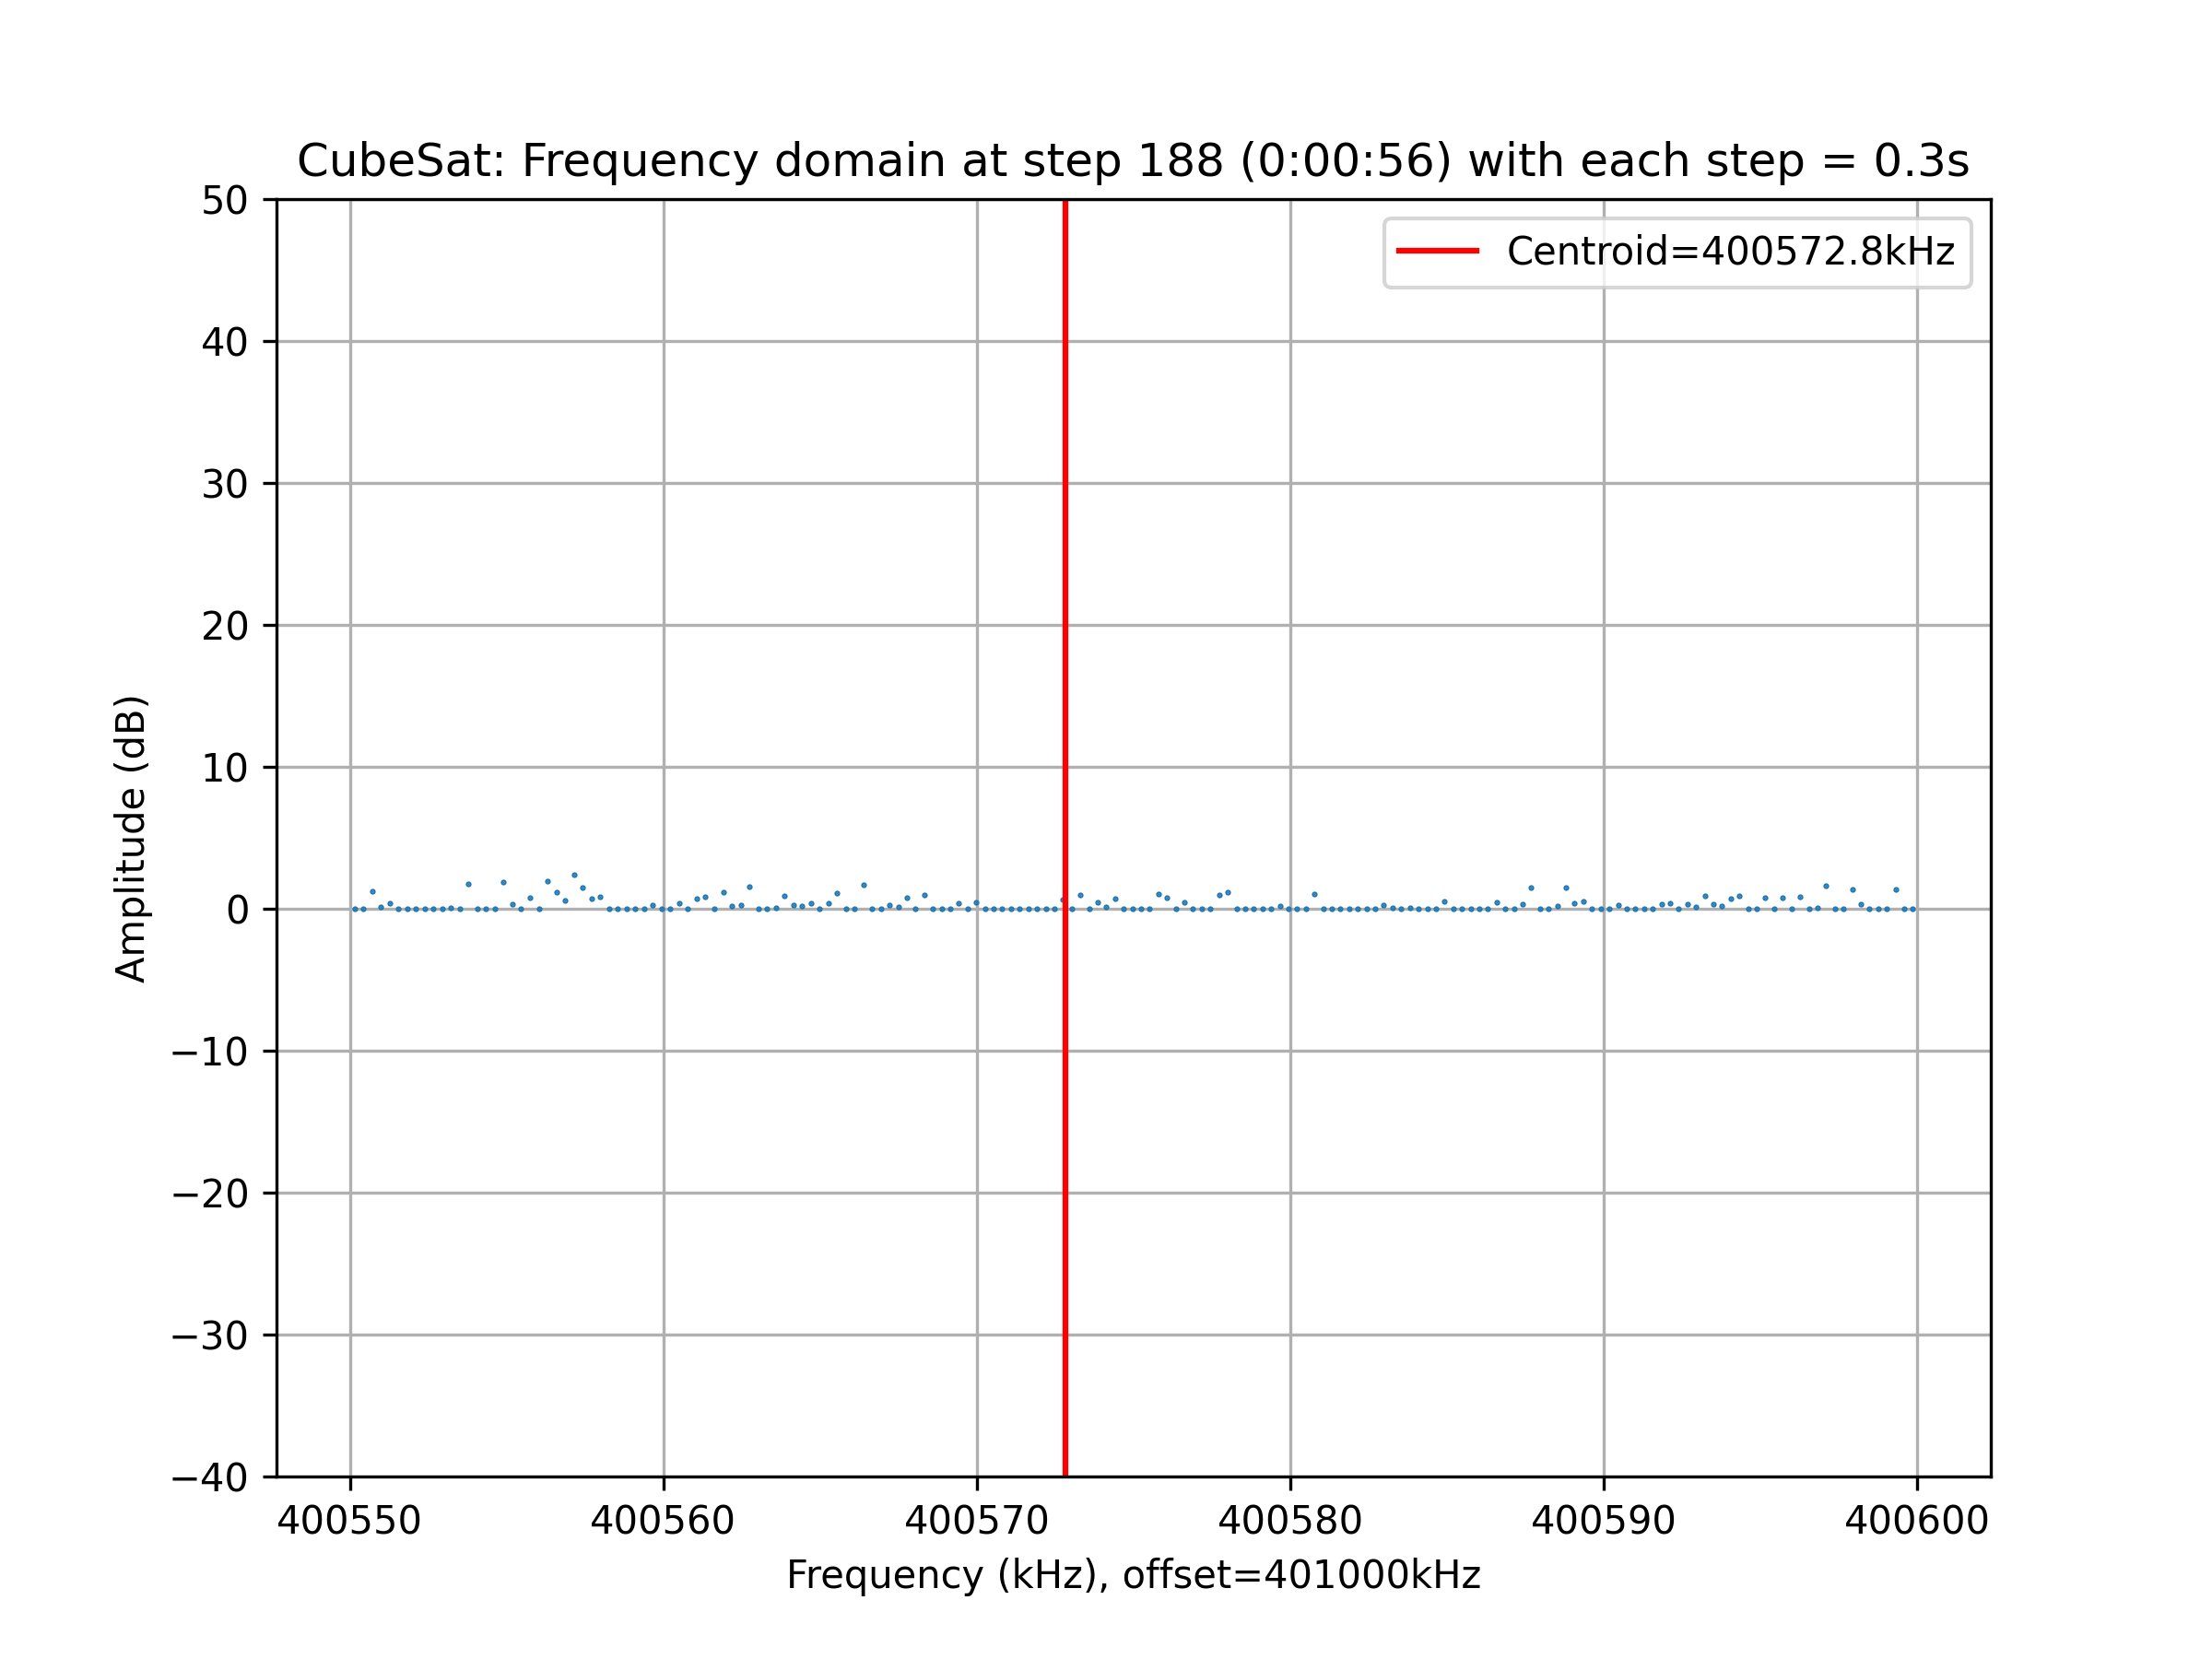 CubeSat: Frequency domain at step 188 (0:00:56) with each step = 0.3s
Centroid=400572.8kHz
50
40
30
20
10
0
−10
−20
−30
−40
Amplitude (dB)
400550 400560 400570 400580 400590 400600
Frequency (kHz), offset=401000kHz